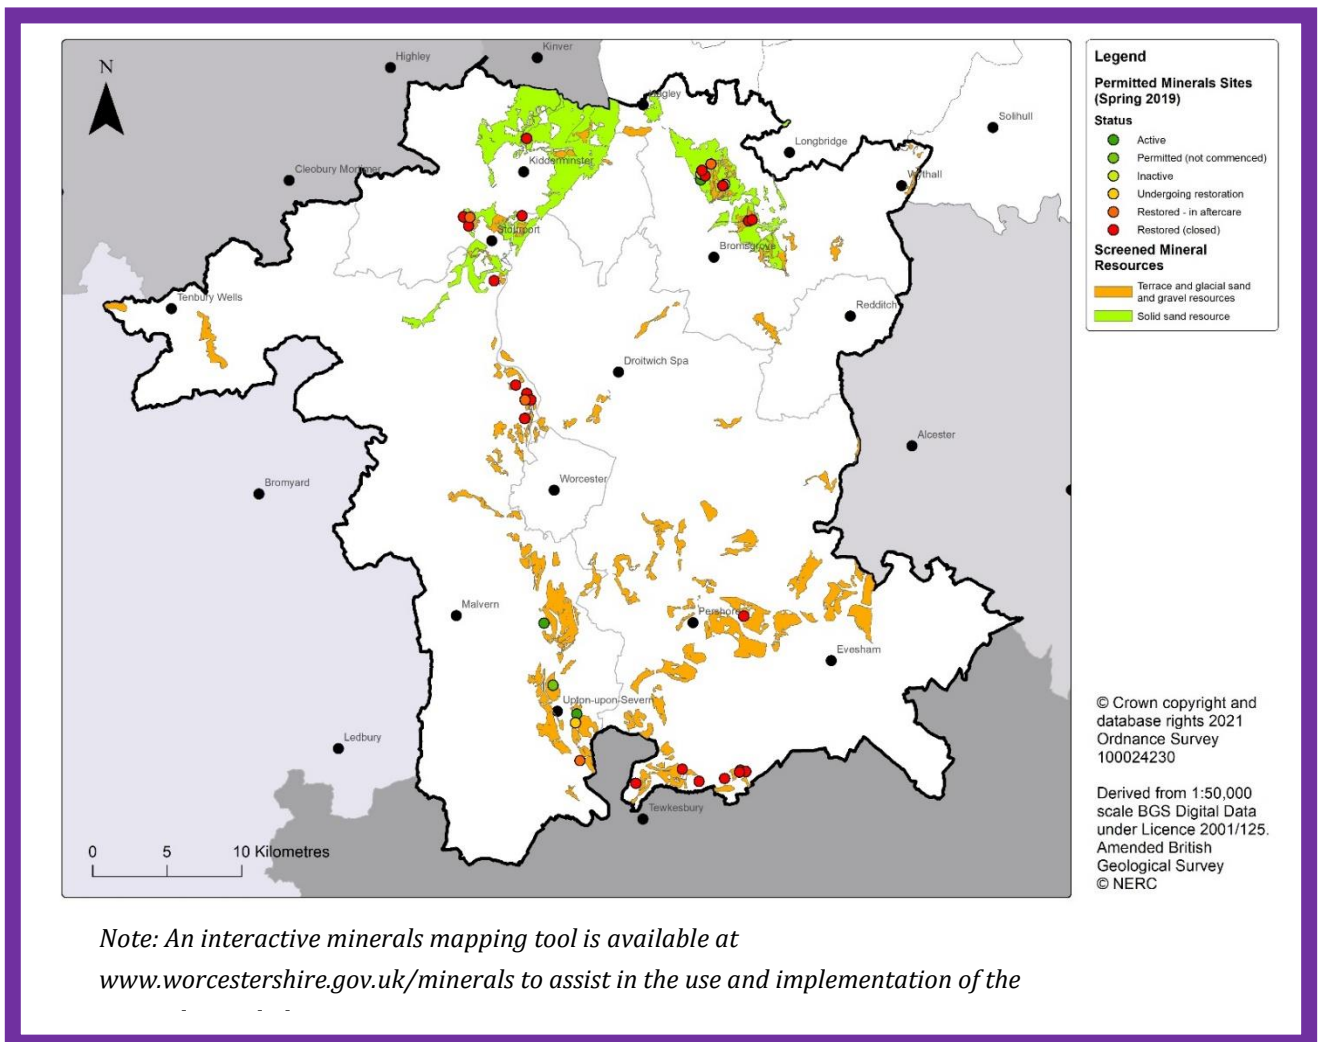 Kinver
Highley
N
Hagley
Solihull
Longbridge
Kidderminster
Cleobury Mortimer
Wythall
Stourport
Bromsgrove
Tenbury Wells
Redditch
Droitwich Spa
Alcester
Worcester
Bromyard
Malvern
Pershore
Evesham
Upton-upon-Severn
Ledbury
Tewkesbury
0 5 10 Kilometres
Legend
Permitted Minerals Sites
(Spring 2019)
Status
Active
Permitted (not commenced)
Inactive
Undergoing restoration
Restored - in aftercare
Restored (closed)
Screened Mineral
Resources
Terrace and glacial sand
and gravel resources
Solid sand resource
© Crown copyright and
database rights 2021
Ordnance Survey
100024230
Derived from 1:50,000
scale BGS Digital Data
under Licence 2001/125.
Amended British
Geological Survey
© NERC
Note: An interactive minerals mapping tool is available at
www.worcestershire.gov.uk/minerals to assist in the use and implementation of the